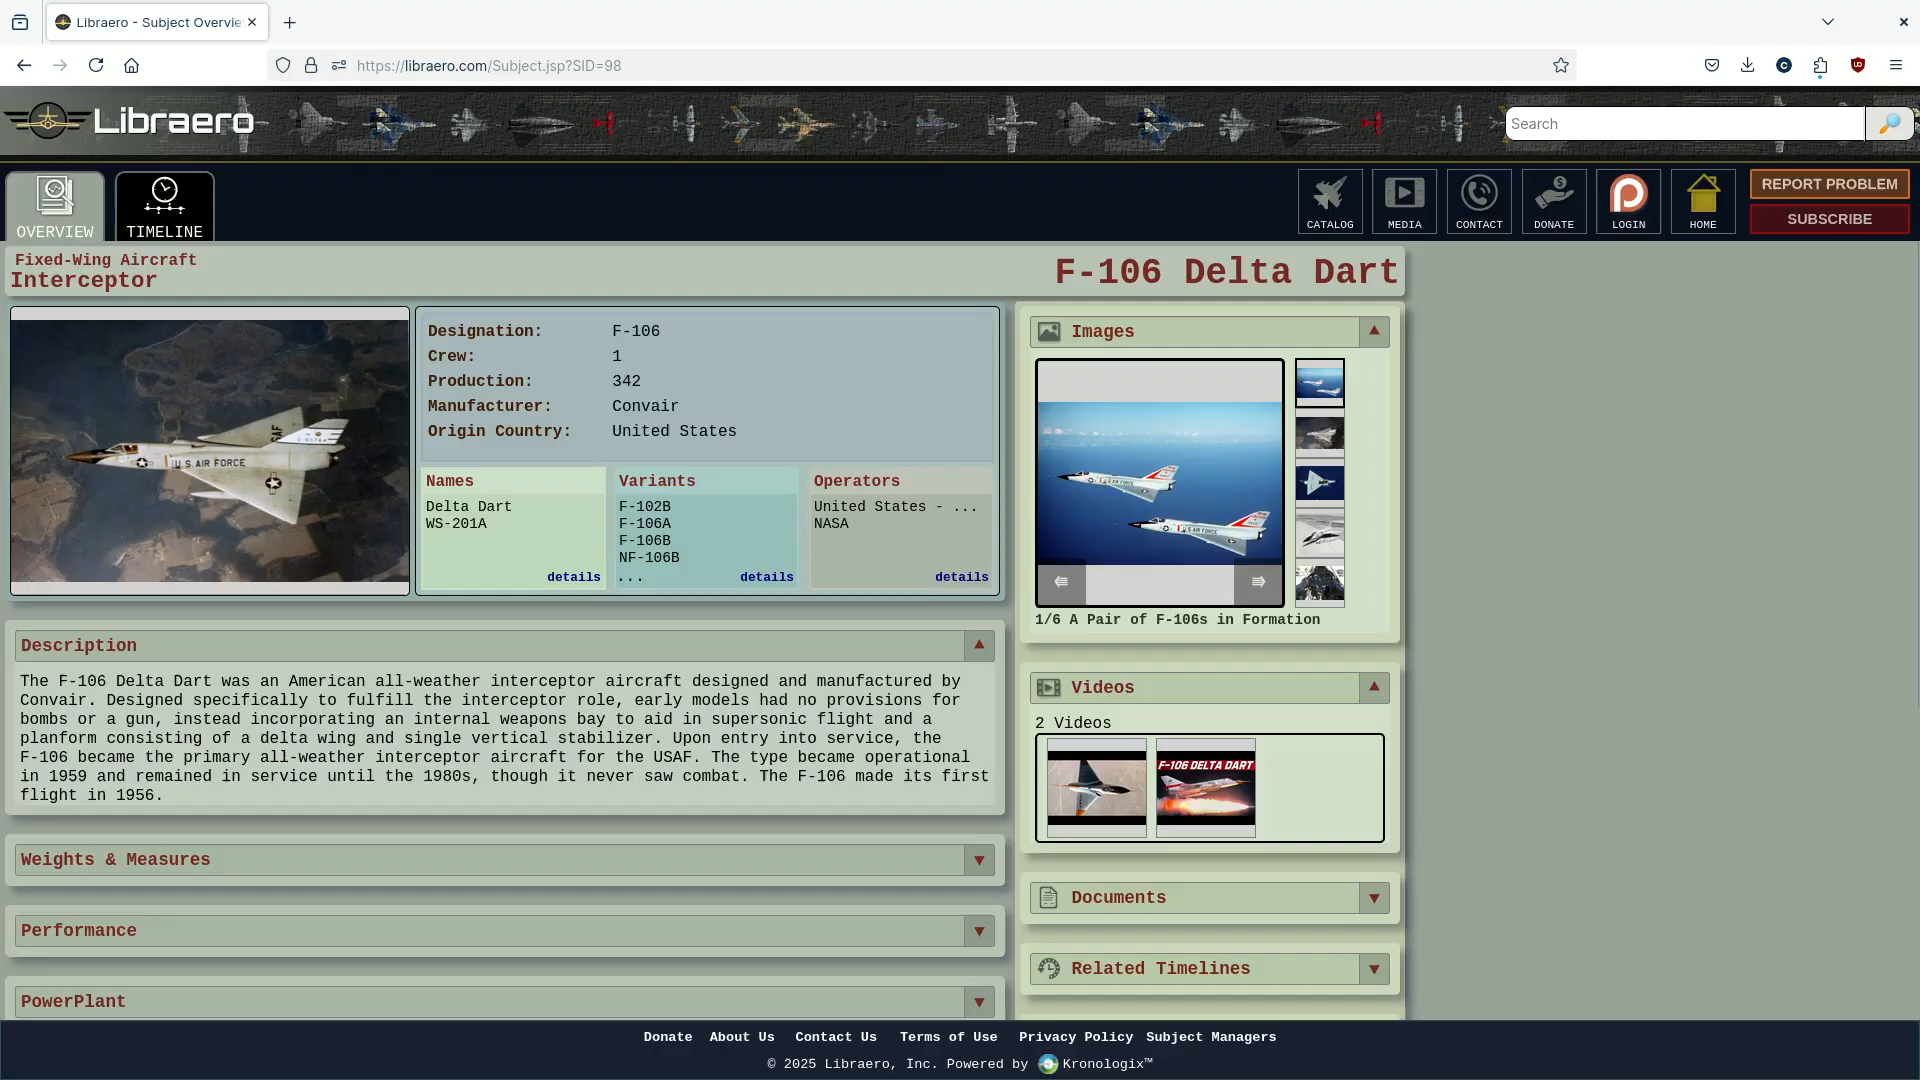 Libraero - Subject Overvie
https://libraero.com/Subject.jsp?SID=98
Libraero
Search
OVERVIEW
TIMELINE
CATALOG
MEDIA
CONTACT
DONATE
LOGIN
HOME
REPORT PROBLEM
SUBSCRIBE
Fixed-Wing Aircraft
Interceptor
F-106 Delta Dart
Designation: F-106
Crew: 1
Production: 342
Manufacturer: Convair
Origin Country: United States
U.S. AIR FORCE
Names
Delta Dart
WS-201A
details
Variants
F-102B
F-106A
F-106B
NF-106B
...
details
Operators
United States - ...
NASA
details
Description
The F-106 Delta Dart was an American all-weather interceptor aircraft designed and manufactured by
Convair. Designed specifically to fulfill the interceptor role, early models had no provisions for
bombs or a gun, instead incorporating an internal weapons bay to aid in supersonic flight and a
planform consisting of a delta wing and single vertical stabilizer. Upon entry into service, the
F-106 became the primary all-weather interceptor aircraft for the USAF. The type became operational
in 1959 and remained in service until the 1980s, though it never saw combat. The F-106 made its first
flight in 1956.
Weights & Measures
Performance
PowerPlant
Images
U.S. AIR FORCE
U.S. AIR FORCE
1/6 A Pair of F-106s in Formation
Videos
2 Videos
F-106 DELTA DART
Documents
Related Timelines
Donate About Us Contact Us Terms of Use Privacy Policy Subject Managers
© 2025 Libraero, Inc. Powered by Kronologix™